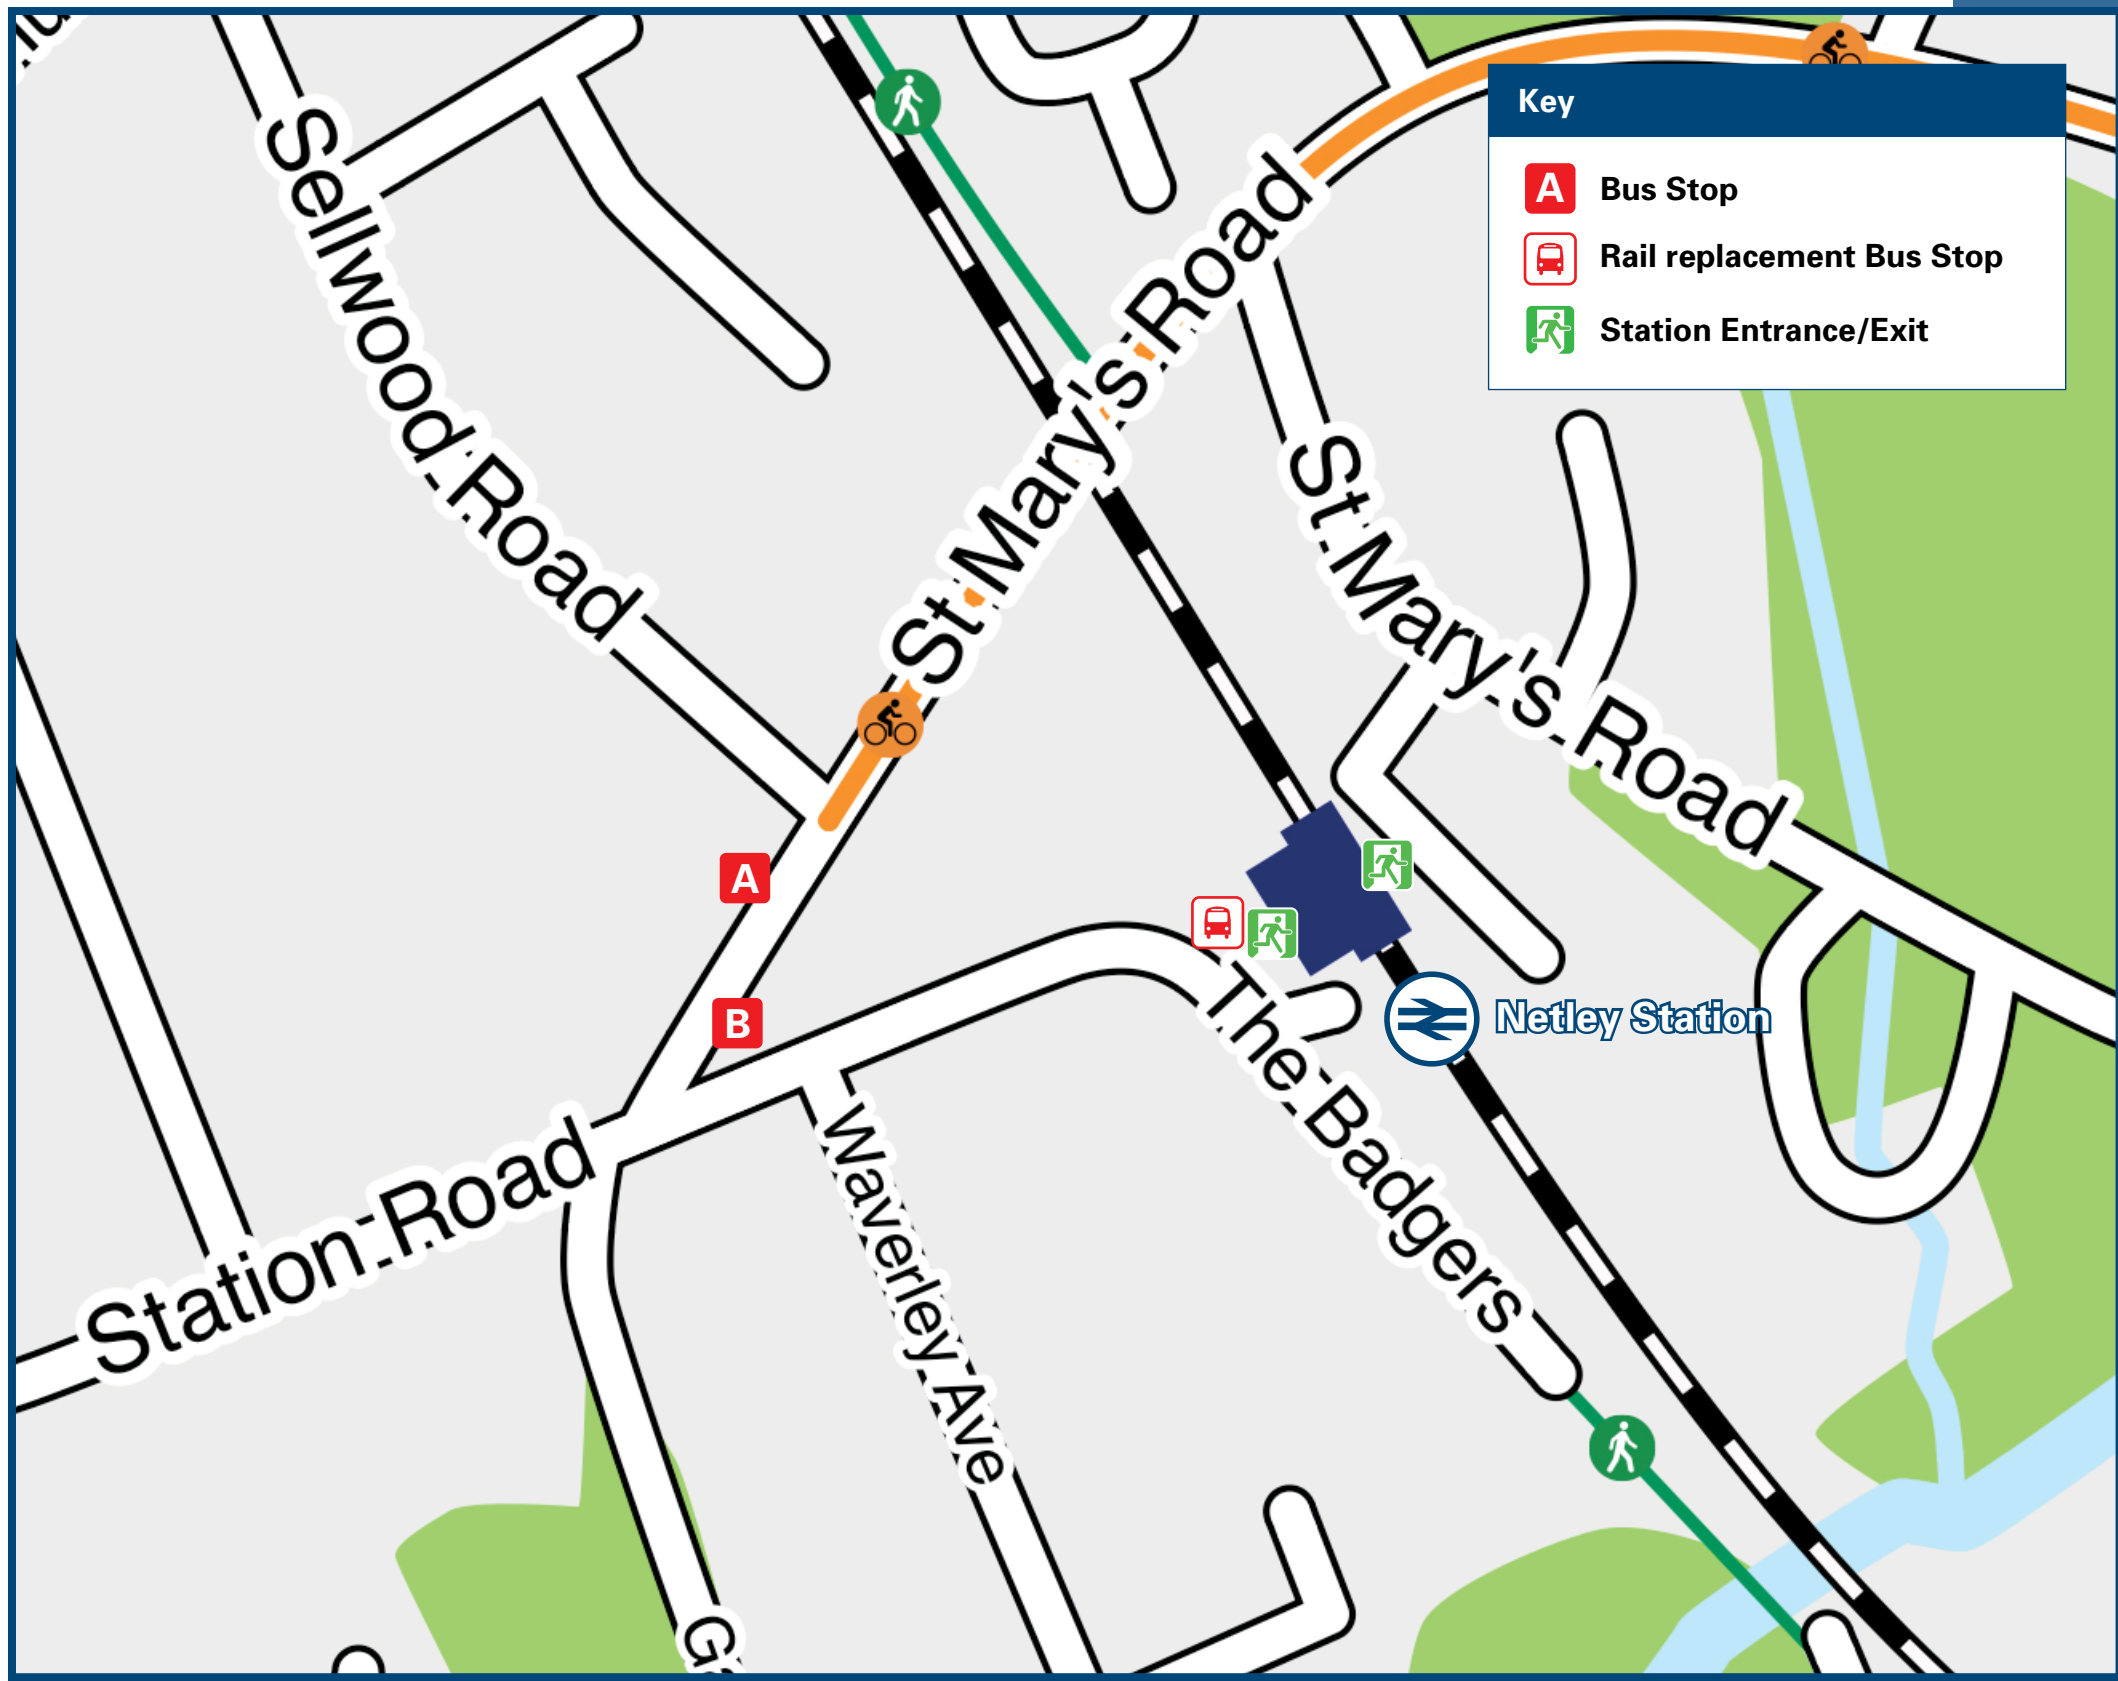 Key
A Bus Stop
Rail replacement Bus Stop
Station Entrance/Exit
Sellwood Road
St Mary's Road
St Mary's Road
A
B
Netley Station
The Badgers
Station Road
Waverley Ave